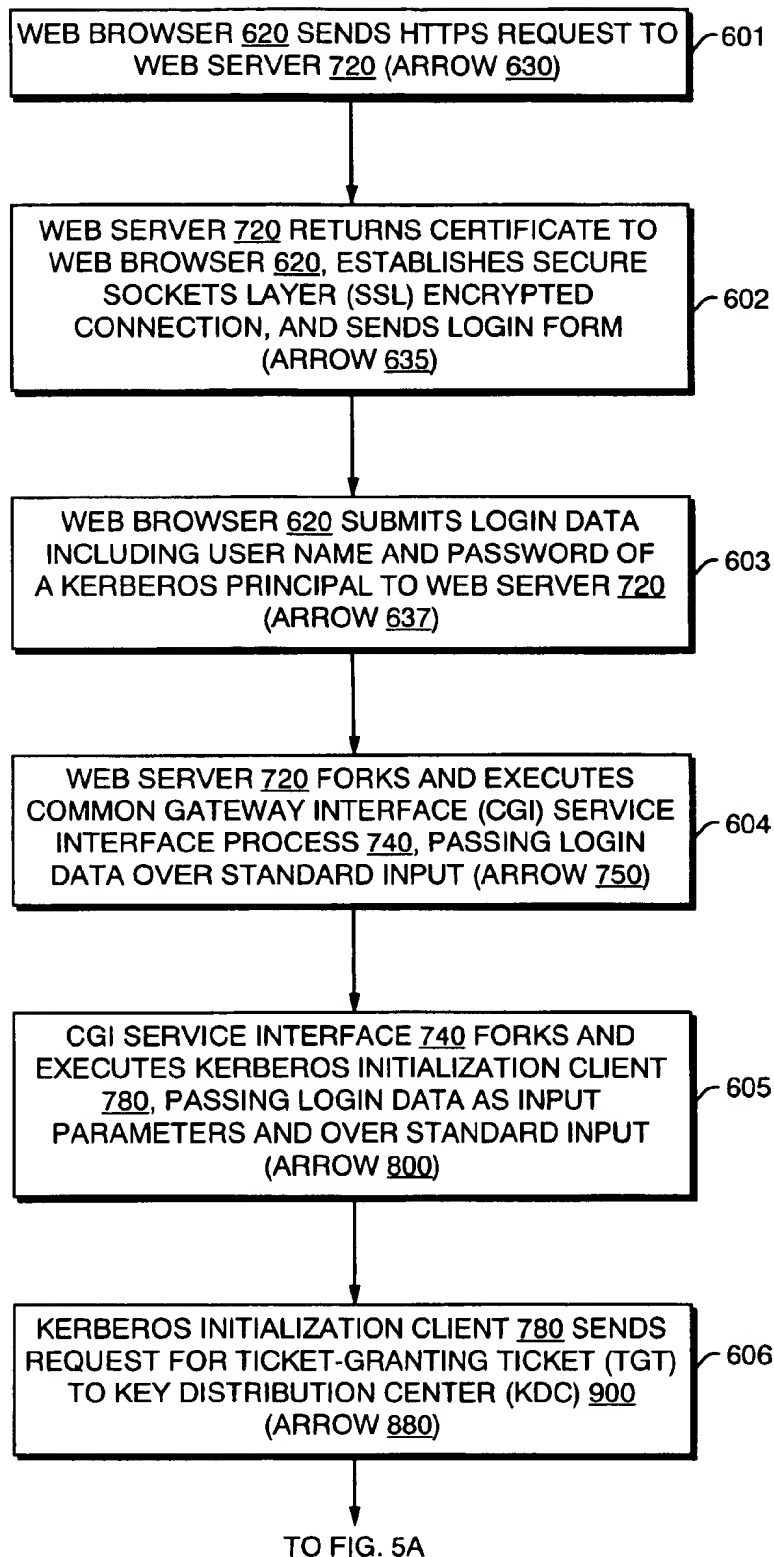 WEB BROWSER 620 SENDS HTTPS REQUEST TO
WEB SERVER 720 (ARROW 630)
601
WEB SERVER 720 RETURNS CERTIFICATE TO
WEB BROWSER 620, ESTABLISHES SECURE
SOCKETS LAYER (SSL) ENCRYPTED
CONNECTION, AND SENDS LOGIN FORM
(ARROW 635)
602
WEB BROWSER 620 SUBMITS LOGIN DATA
INCLUDING USER NAME AND PASSWORD OF
A KERBEROS PRINCIPAL TO WEB SERVER 720
(ARROW 637)
603
WEB SERVER 720 FORKS AND EXECUTES
COMMON GATEWAY INTERFACE (CGI) SERVICE
INTERFACE PROCESS 740, PASSING LOGIN
DATA OVER STANDARD INPUT (ARROW 750)
604
CGI SERVICE INTERFACE 740 FORKS AND
EXECUTES KERBEROS INITIALIZATION CLIENT
780, PASSING LOGIN DATA AS INPUT
PARAMETERS AND OVER STANDARD INPUT
(ARROW 800)
605
KERBEROS INITIALIZATION CLIENT 780 SENDS
REQUEST FOR TICKET-GRANTING TICKET (TGT)
TO KEY DISTRIBUTION CENTER (KDC) 900
(ARROW 880)
606
TO FIG. 5A